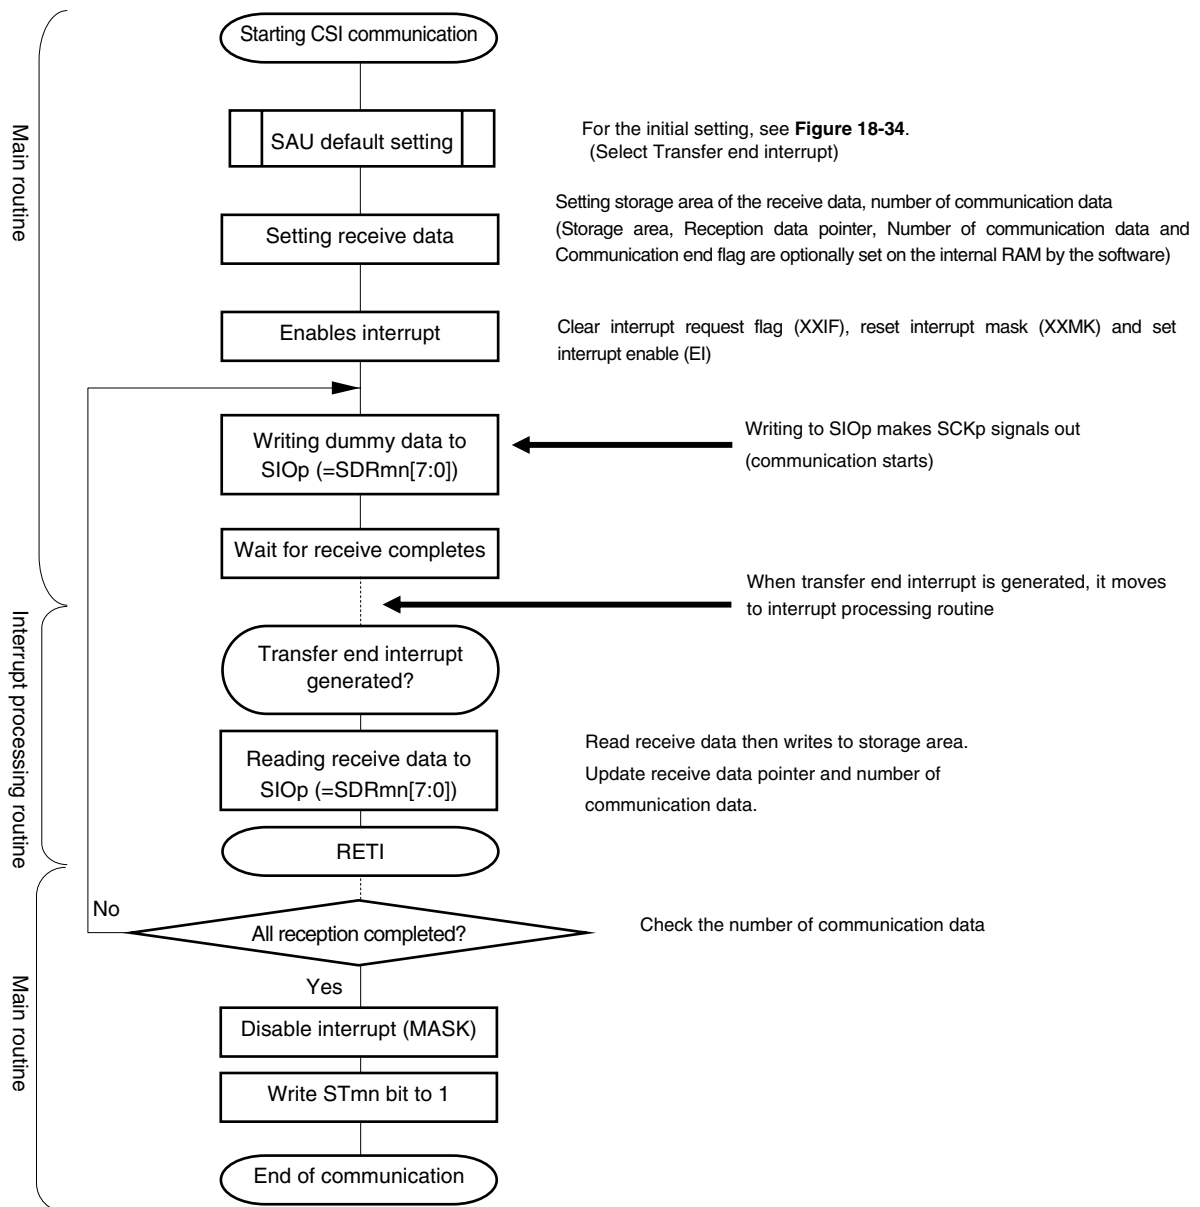 Starting CSI communication
SAU default setting
For the initial setting, see Figure 18-34.
(Select Transfer end interrupt)
Main routine
Setting receive data
Setting storage area of the receive data, number of communication data
(Storage area, Reception data pointer, Number of communication data and
Communication end flag are optionally set on the internal RAM by the software)
Enables interrupt
Clear interrupt request flag (XXIF), reset interrupt mask (XXMK) and set
interrupt enable (EI)
Writing dummy data to
SIOp (=SDRmn[7:0])
Writing to SIOp makes SCKp signals out
(communication starts)
Wait for receive completes
When transfer end interrupt is generated, it moves
to interrupt processing routine
Interrupt processing routine
Transfer end interrupt
generated?
Reading receive data to
SIOp (=SDRmn[7:0])
Read receive data then writes to storage area.
Update receive data pointer and number of
communication data.
RETI
No
All reception completed?
Check the number of communication data
Yes
Main routine
Disable interrupt (MASK)
Write STmn bit to 1
End of communication